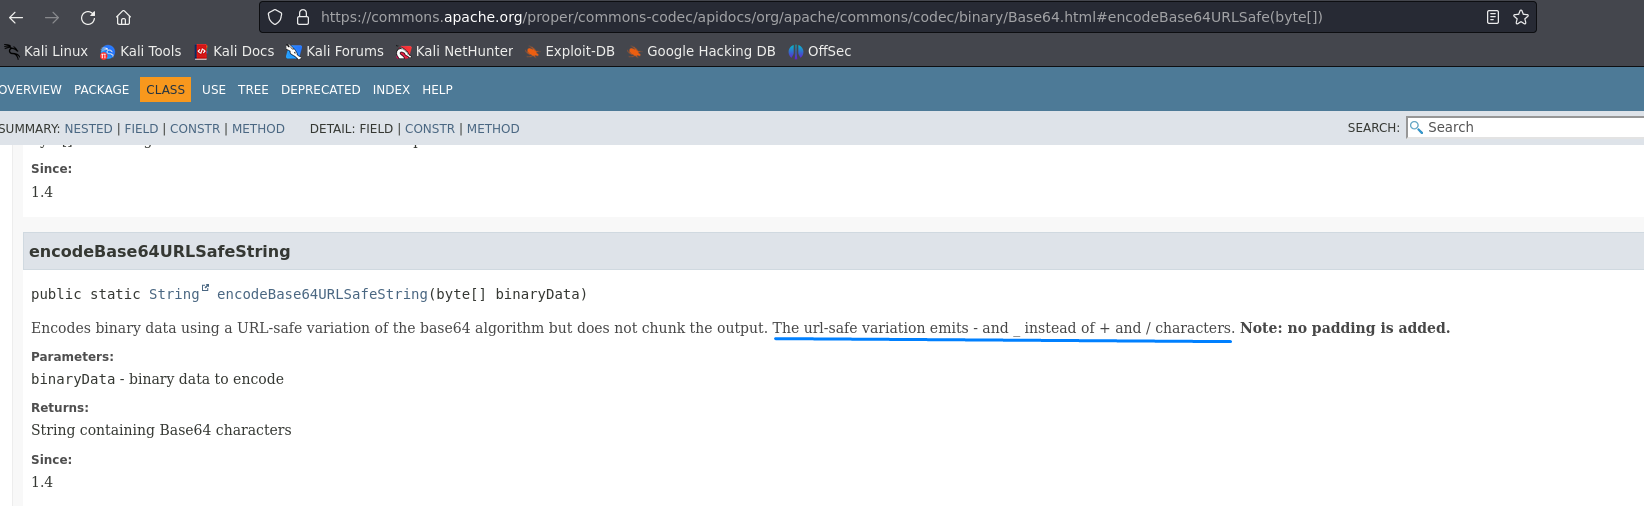 https://commons.apache.org/proper/commons-codec/apidocs/org/apache/commons/codec/binary/Base64.html#encodeBase64URLSafe(byte[])
Kali Linux Kali Tools Kali Docs Kali Forums Kali NetHunter Exploit-DB Google Hacking DB OffSec
OVERVIEW PACKAGE CLASS USE TREE DEPRECATED INDEX HELP
SUMMARY: NESTED | FIELD | CONSTR | METHOD DETAIL: FIELD | CONSTR | METHOD SEARCH: Search
Since:
1.4
encodeBase64URLSafeString
public static String encodeBase64URLSafeString(byte[] binaryData)
Encodes binary data using a URL-safe variation of the base64 algorithm but does not chunk the output. The url-safe variation emits - and _ instead of + and / characters. Note: no padding is added.
Parameters:
binaryData - binary data to encode
Returns:
String containing Base64 characters
Since:
1.4